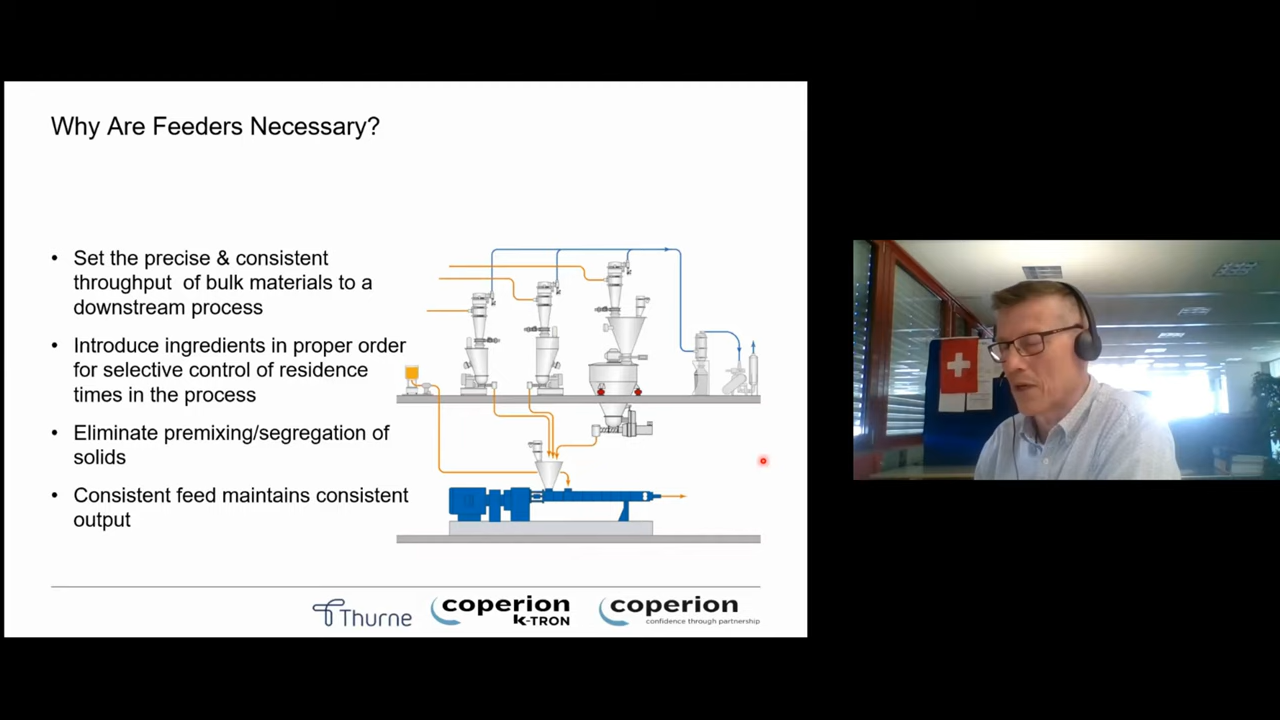 Why Are Feeders Necessary?
• Set the precise & consistent
throughput of bulk materials to a
downstream process
• Introduce ingredients in proper order
for selective control of residence
times in the process
• Eliminate premixing/segregation of
solids
• Consistent feed maintains consistent
output
Thurne
coperion
K-TRON
coperion
confidence through partnership